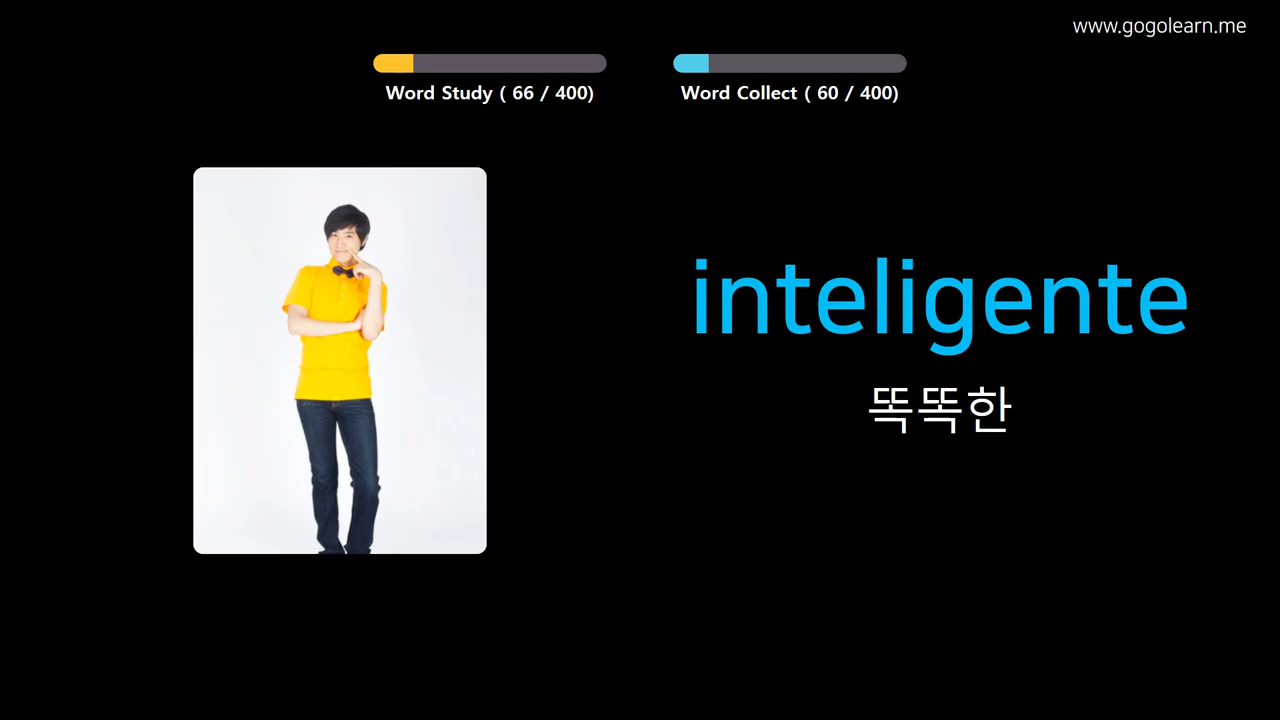 www.gogolearn.me
Word Study ( 66 / 400)
Word Collect ( 60 / 400)
inteligente
똑똑한